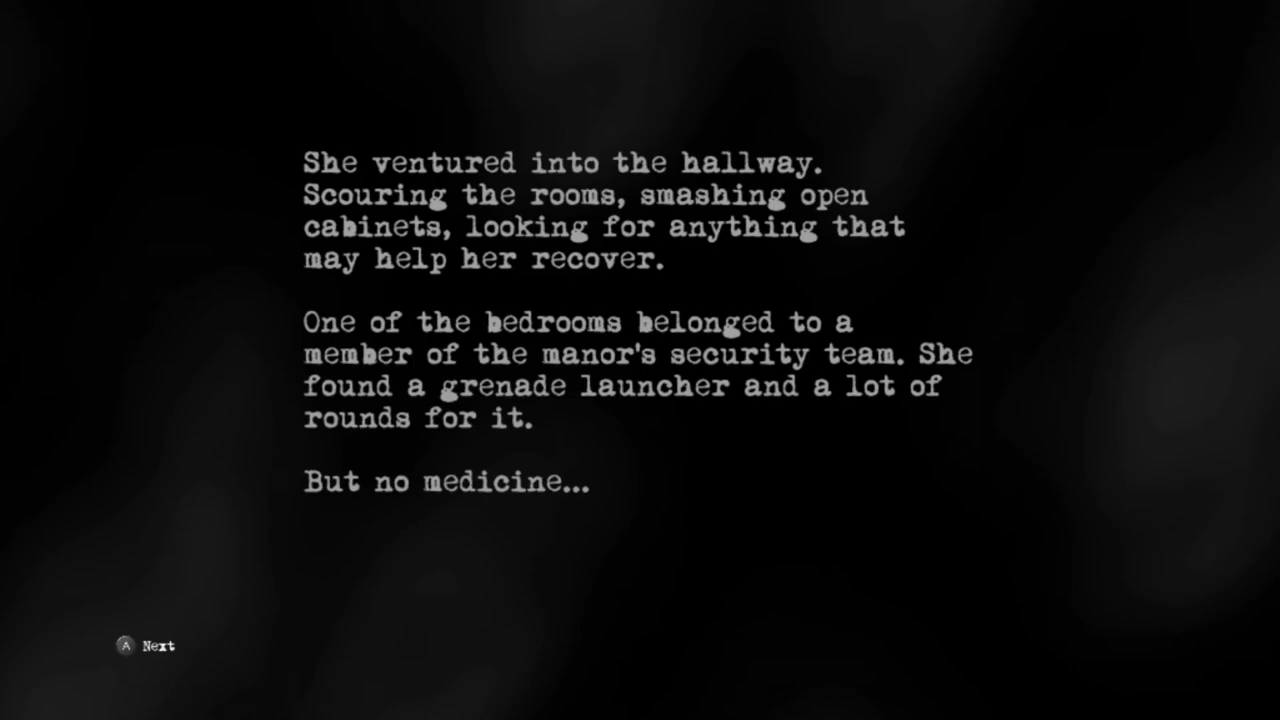 She ventured into the hallway.
Scouring the rooms, smashing open
cabinets, looking for anything that
may help her recover.
One of the bedrooms belonged to a
member of the manor's security team. She
found a grenade launcher and a lot of
rounds for it.
But no medicine...
A Next